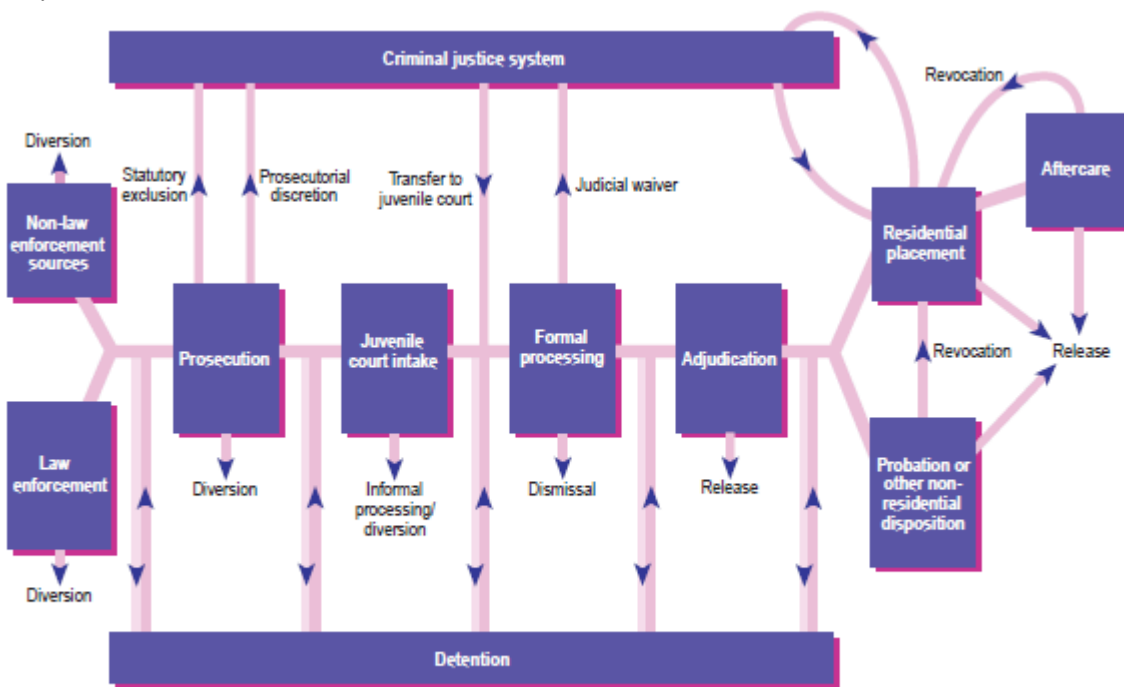 Criminal justice system
Revocation
Diversion
Aftercare
Statutory
exclusion
Prosecutorial
discretion
Transfer to
juvenile court
Judicial waiver
Non-law
enforcement
sources
Residential
placement
Prosecution
Juvenile
court intake
Formal
processing
Adjudication
Revocation
Release
Law
enforcement
Diversion
Informal
processing/
diversion
Dismissal
Release
Probation or
other non-
residential
disposition
Diversion
Detention